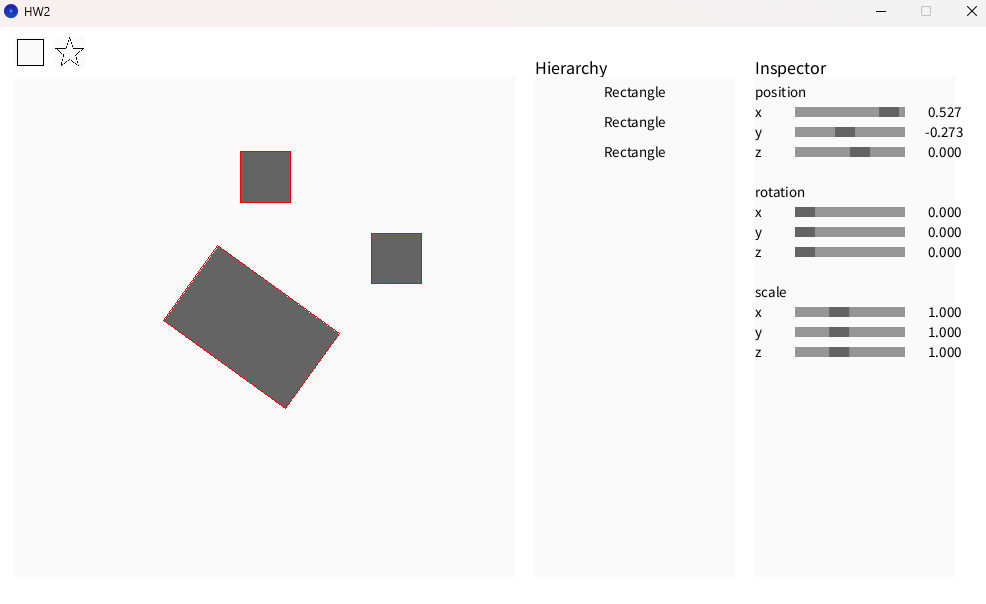 HW2
Hierarchy
Rectangle
Rectangle
Rectangle
Inspector
position
x 0.527
y -0.273
z 0.000
rotation
x 0.000
y 0.000
z 0.000
scale
x 1.000
y 1.000
z 1.000